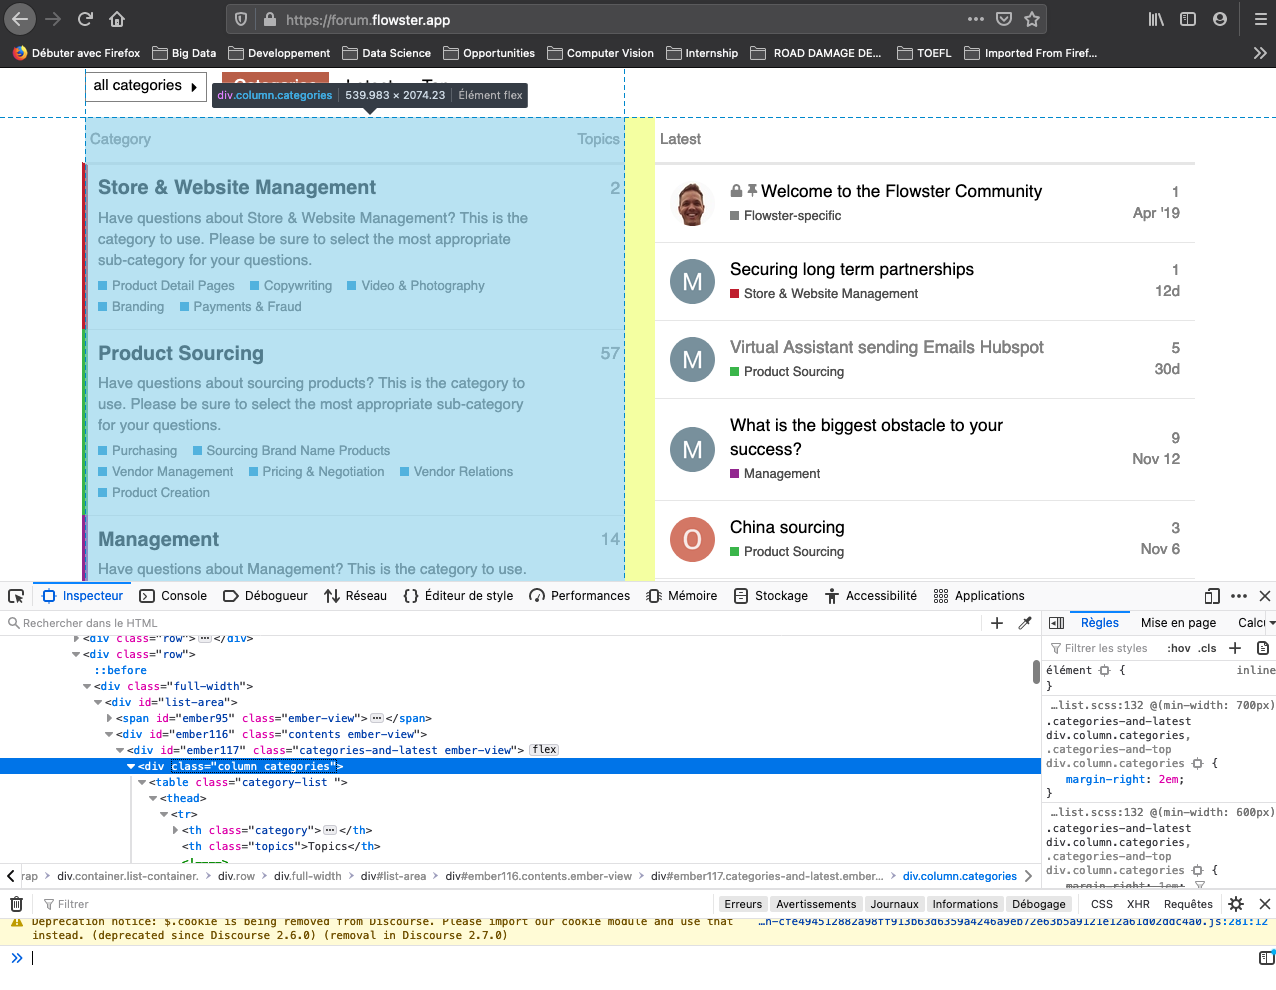 https://forum.flowster.app
Débuter avec Firefox Big Data Developpement Data Science Opportunities Computer Vision Internship ROAD DAMAGE DE... TOEFL Imported From Firef...
all categories
div.column.categories 539.983 × 2074.23 Élément flex
Category Topics
Latest
Store & Website Management 2
Have questions about Store & Website Management? This is the
category to use. Please be sure to select the most appropriate
sub-category for your questions.
Product Detail Pages Copywriting Video & Photography
Branding Payments & Fraud
Product Sourcing 57
Have questions about sourcing products? This is the category to
use. Please be sure to select the most appropriate sub-category
for your questions.
Purchasing Sourcing Brand Name Products
Vendor Management Pricing & Negotiation Vendor Relations
Product Creation
Management 14
Have questions about Management? This is the category to use.
Welcome to the Flowster Community 1
Flowster-specific Apr '19
M
Securing long term partnerships 1
Store & Website Management 12d
M
Virtual Assistant sending Emails Hubspot 5
Product Sourcing 30d
M
What is the biggest obstacle to your
success? 9
Management Nov 12
O
China sourcing 3
Product Sourcing Nov 6
Inspecteur Console Débogueur Réseau Éditeur de style Performances Mémoire Stockage Accessibilité Applications
Rechercher dans le HTML
<div class="row"> </div>
<div class="row">
::before
<div class="full-width">
<div id="list-area">
<span id="ember95" class="ember-view"> </span>
<div id="ember116" class="contents ember-view">
<div id="ember117" class="categories-and-latest ember-view"> flex
<div class="column categories">
<table class="category-list ">
<thead>
<tr>
<th class="category"> </th>
<th class="topics">Topics</th>
Règles Mise en page Calcu
Filtrer les styles :hov .cls
élément { inline
}
…list.scss:132 @(min-width: 700px)
.categories-and-latest
div.column.categories,
.categories-and-top
div.column.categories {
margin-right: 2em;
}
…list.scss:132 @(min-width: 600px)
.categories-and-latest
div.column.categories,
.categories-and-top
div.column.categories {
margin-right: 1em;
rap div.container.list-container. div.row div.full-width div#list-area div#ember116.contents.ember-view div#ember117.categories-and-latest.ember... div.column.categories
Filtrer Erreurs Avertissements Journaux Informations Débogage CSS XHR Requêtes
Deprecation notice: $.cookie is being removed from Discourse. Please import our cookie module and use that …n-cfe494512882a98ff913b63d6359a4246a9eb72e63b5a9121e12a61d02ddc4a0.js:281:12
instead. (deprecated since Discourse 2.6.0) (removal in Discourse 2.7.0)